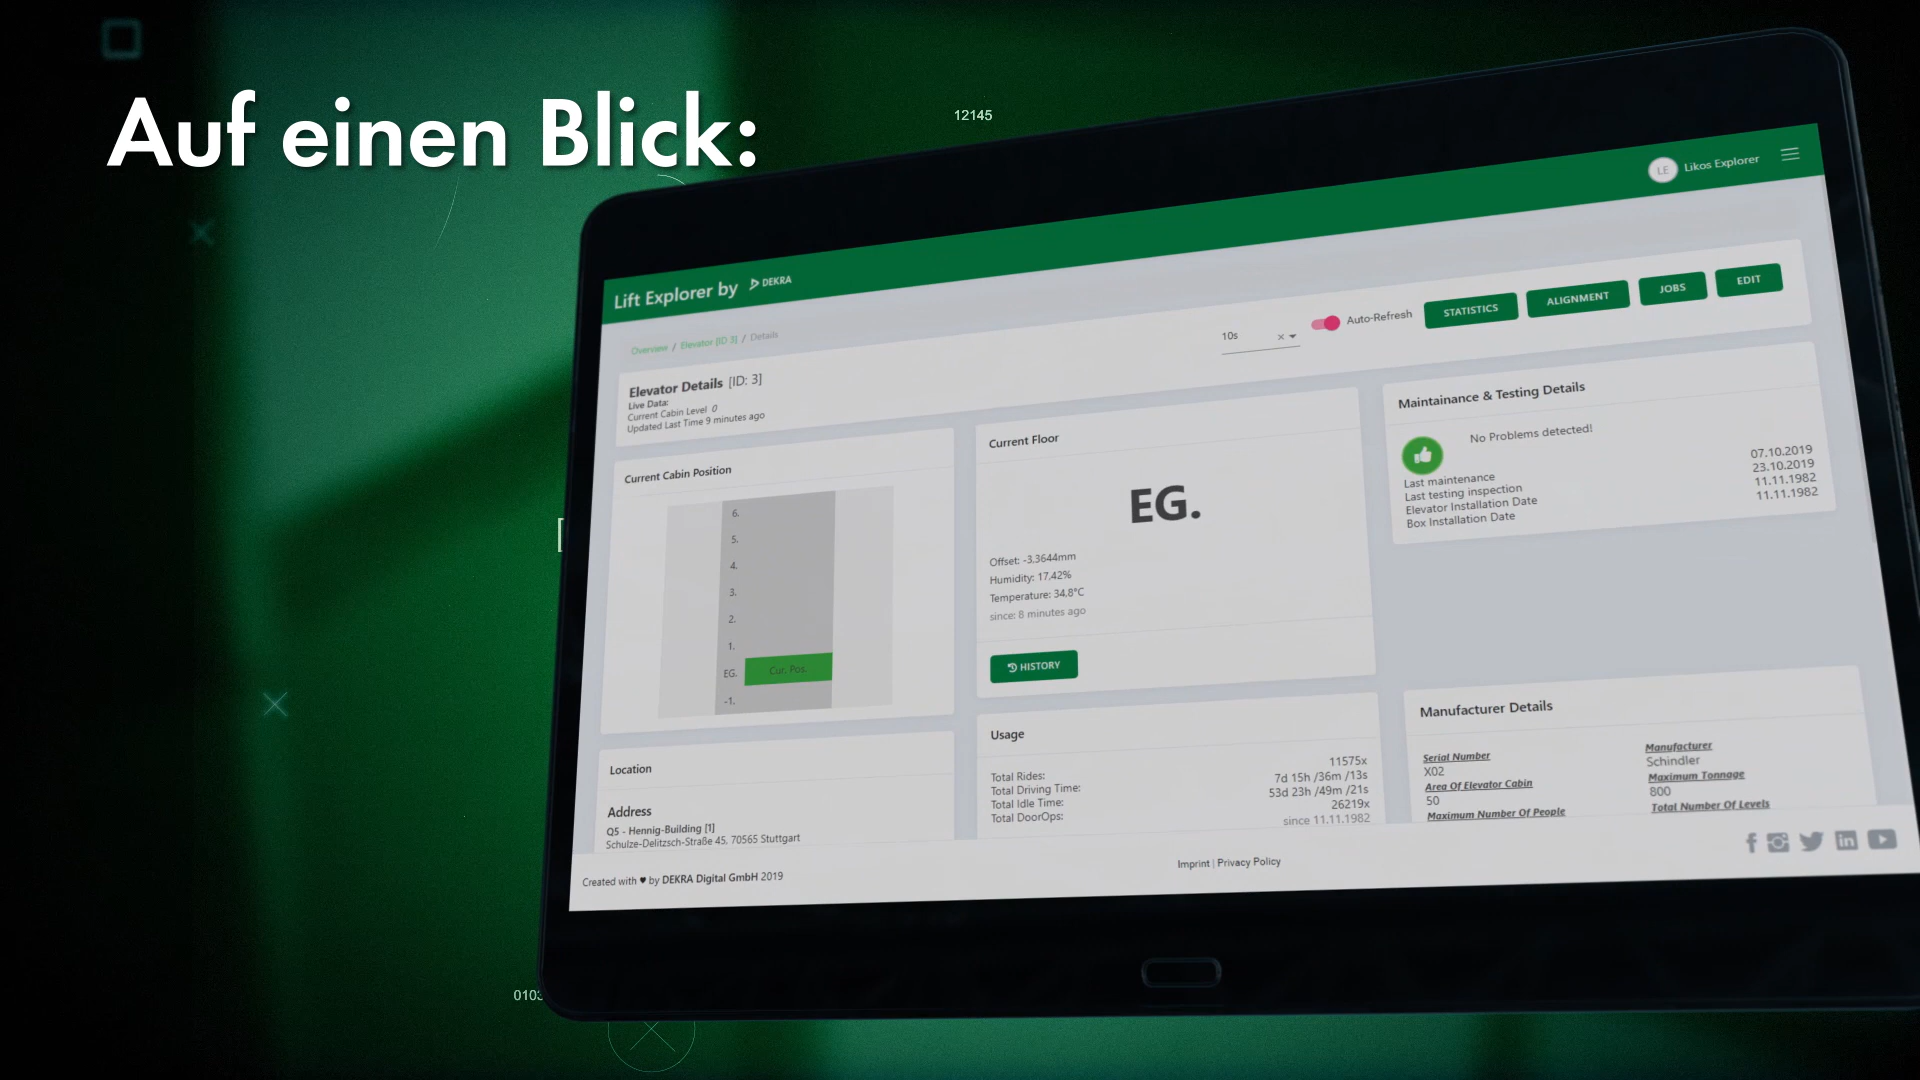 Auf einen Blick:
12145
LE Likos Explorer
Lift Explorer by DEKRA
Overview / Elevator [ID 3] / Details
10s
Auto-Refresh
STATISTICS
ALIGNMENT
JOBS
EDIT
Elevator Details [ID: 3]
Live Data:
Current Cabin Level 0
Updated Last Time 9 minutes ago
Current Cabin Position
6.
5.
4.
3.
2.
1.
EG. Cur. Pos.
-1.
Current Floor
EG.
Offset: -3,3644mm
Humidity: 17,42%
Temperature: 34,8°C
since: 8 minutes ago
HISTORY
Maintainance & Testing Details
No Problems detected!
Last maintenance 07.10.2019
Last testing inspection 23.10.2019
Elevator Installation Date 11.11.1982
Box Installation Date 11.11.1982
Location
Address
Q5 - Hennig-Building [1]
Schulze-Delitzsch-Straße 45, 70565 Stuttgart
Usage
Total Rides: 11575x
Total Driving Time: 7d 15h /36m /13s
Total Idle Time: 53d 23h /49m /21s
Total DoorOps: 26219x
since 11.11.1982
Manufacturer Details
Serial Number
X02
Area Of Elevator Cabin
50
Maximum Number Of People
Manufacturer
Schindler
Maximum Tonnage
800
Total Number Of Levels
Created with ♥ by DEKRA Digital GmbH 2019
Imprint | Privacy Policy